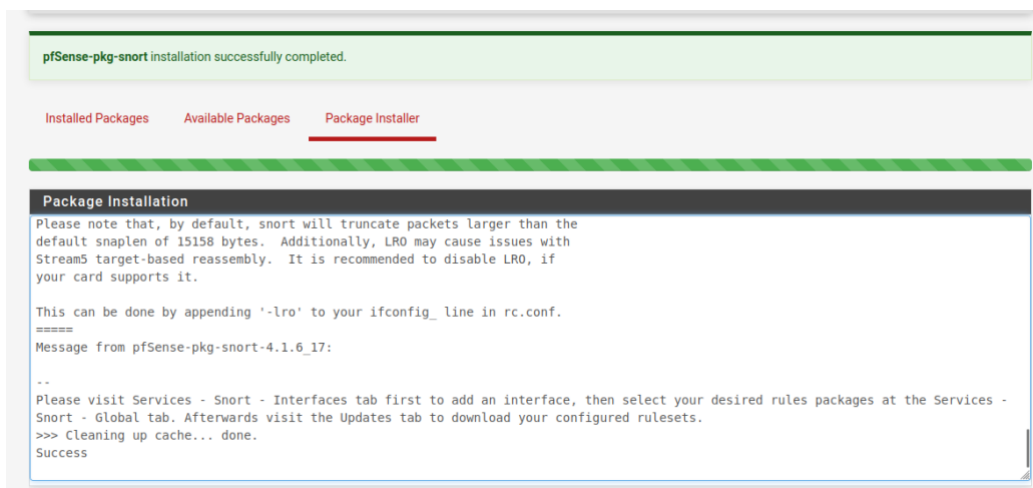 pfSense-pkg-snort installation successfully completed.
Installed Packages Available Packages Package Installer
Package Installation
Please note that, by default, snort will truncate packets larger than the
default snaplen of 15158 bytes.  Additionally, LRO may cause issues with
Stream5 target-based reassembly.  It is recommended to disable LRO, if
your card supports it.
This can be done by appending '-lro' to your ifconfig_ line in rc.conf.
=====
Message from pfSense-pkg-snort-4.1.6_17:
--
Please visit Services - Snort - Interfaces tab first to add an interface, then select your desired rules packages at the Services -
Snort - Global tab. Afterwards visit the Updates tab to download your configured rulesets.
>>> Cleaning up cache... done.
Success